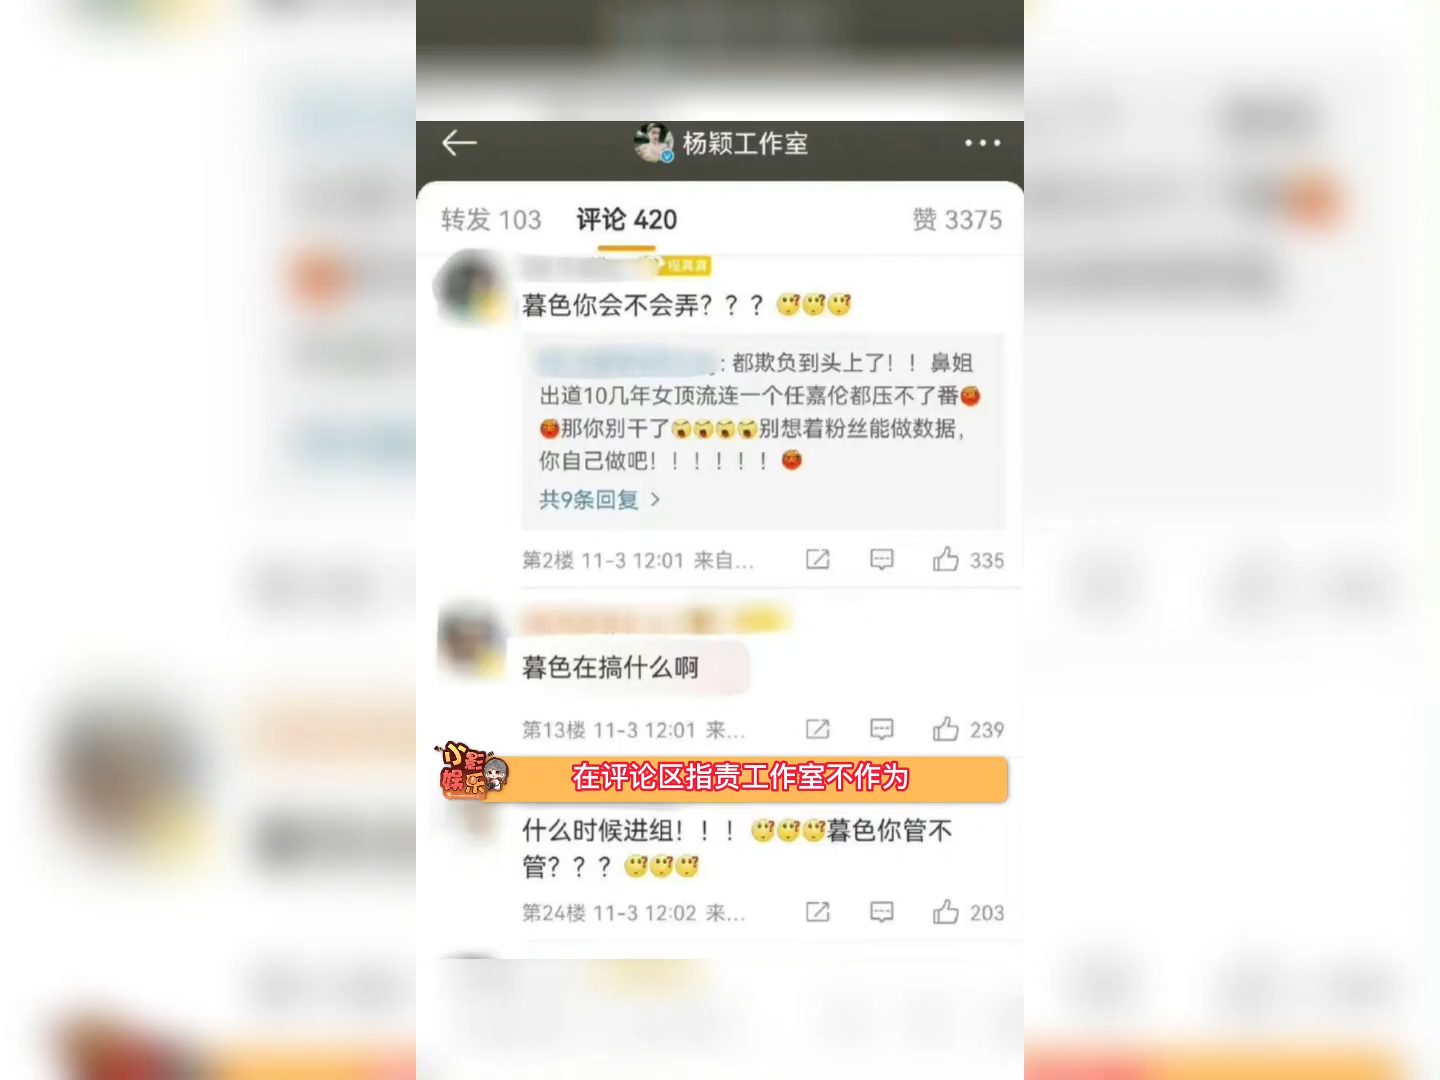 杨颖工作室
转发 103 评论 420 赞 3375
程真真
暮色你会不会弄？？？
: 都欺负到头上了！！鼻姐
出道10几年女顶流连一个任嘉伦都压不了番
那你别干了别想着粉丝能做数据，
你自己做吧！！！！！！
共9条回复 >
第2楼 11-3 12:01 来自... 335
暮色在搞什么啊
第13楼 11-3 12:01 来... 239
小影娱乐
在评论区指责工作室不作为
什么时候进组！！！暮色你管不
管？？？
第24楼 11-3 12:02 来... 203